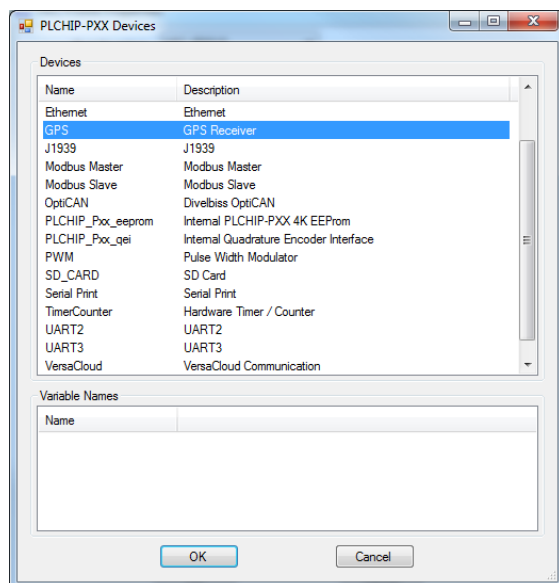 PLCHIP-PXX Devices
Devices
Name Description
Ethernet Ethernet
GPS GPS Receiver
J1939 J1939
Modbus Master Modbus Master
Modbus Slave Modbus Slave
OptiCAN Divelbiss OptiCAN
PLCHIP_Pxx_eeprom Internal PLCHIP-PXX 4K EEProm
PLCHIP_Pxx_qei Internal Quadrature Encoder Interface
PWM Pulse Width Modulator
SD_CARD SD Card
Serial Print Serial Print
TimerCounter Hardware Timer / Counter
UART2 UART2
UART3 UART3
VersaCloud VersaCloud Communication
Variable Names
Name
OK Cancel